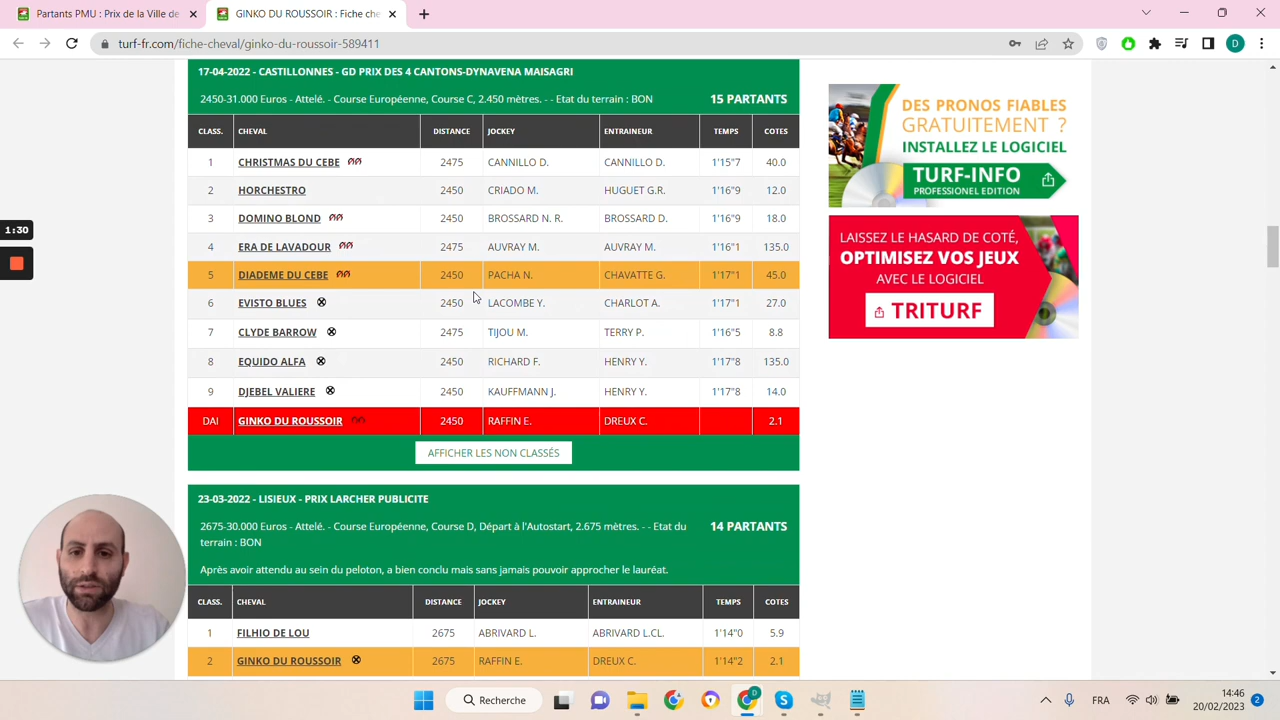 Partants PMU : Prix de la Ville de
GINKO DU ROUSSOIR : Fiche che
turf-fr.com/fiche-cheval/ginko-du-roussoir-589411
D
17-04-2022 - CASTILLONNES - GD PRIX DES 4 CANTONS-DYNAVENA MAISAGRI
2450-31.000 Euros - Attelé. - Course Européenne, Course C, 2.450 mètres. - - Etat du terrain : BON
15 PARTANTS
CLASS. CHEVAL DISTANCE JOCKEY ENTRAINEUR TEMPS COTES
1 CHRISTMAS DU CEBE 2475 CANNILLO D. CANNILLO D. 1'15"7 40.0
2 HORCHESTRO 2450 CRIADO M. HUGUET G.R. 1'16"9 12.0
3 DOMINO BLOND 2450 BROSSARD N. R. BROSSARD D. 1'16"9 18.0
4 ERA DE LAVADOUR 2475 AUVRAY M. AUVRAY M. 1'16"1 135.0
5 DIADEME DU CEBE 2450 PACHA N. CHAVATTE G. 1'17"1 45.0
6 EVISTO BLUES 2450 LACOMBE Y. CHARLOT A. 1'17"1 27.0
7 CLYDE BARROW 2475 TIJOU M. TERRY P. 1'16"5 8.8
8 EQUIDO ALFA 2450 RICHARD F. HENRY Y. 1'17"8 135.0
9 DJEBEL VALIERE 2450 KAUFFMANN J. HENRY Y. 1'17"8 14.0
DAI GINKO DU ROUSSOIR 2450 RAFFIN E. DREUX C. 2.1
AFFICHER LES NON CLASSÉS
23-03-2022 - LISIEUX - PRIX LARCHER PUBLICITE
2675-30.000 Euros - Attelé. - Course Européenne, Course D, Départ à l'Autostart, 2.675 mètres. - - Etat du
terrain : BON
14 PARTANTS
Après avoir attendu au sein du peloton, a bien conclu mais sans jamais pouvoir approcher le lauréat.
CLASS. CHEVAL DISTANCE JOCKEY ENTRAINEUR TEMPS COTES
1 FILHIO DE LOU 2675 ABRIVARD L. ABRIVARD L.CL. 1'14"0 5.9
2 GINKO DU ROUSSOIR 2675 RAFFIN E. DREUX C. 1'14"2 2.1
DES PRONOS FIABLES
GRATUITEMENT ?
INSTALLEZ LE LOGICIEL
TURF-INFO
PROFESSIONEL EDITION
LAISSEZ LE HASARD DE COTÉ,
OPTIMISEZ VOS JEUX
AVEC LE LOGICIEL
TRITURF
1:30
Recherche
D
FRA
14:46
20/02/2023
2